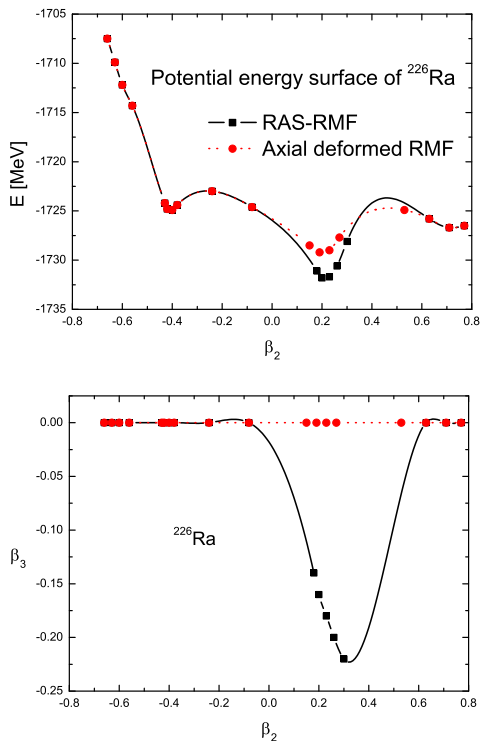 -1705
-1710
-1715
-1720
-1725
-1730
-1735
E [MeV]
Potential energy surface of ²²⁶Ra
RAS-RMF
Axial deformed RMF
-0.8 -0.6 -0.4 -0.2 0.0 0.2 0.4 0.6 0.8
β₂
0.00
-0.05
-0.10
-0.15
-0.20
-0.25
β₃
²²⁶Ra
-0.8 -0.6 -0.4 -0.2 0.0 0.2 0.4 0.6 0.8
β₂